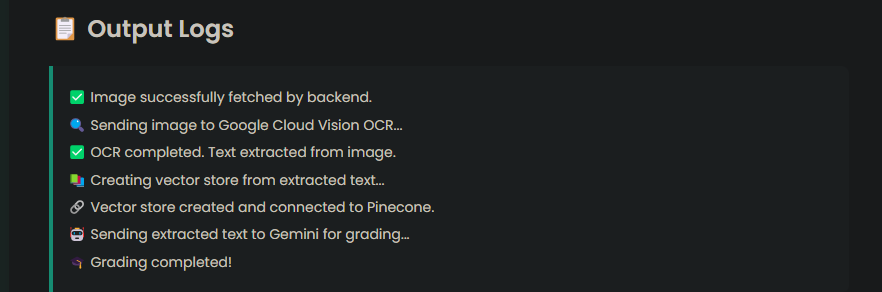 📋 Output Logs
✅ Image successfully fetched by backend.
🔍 Sending image to Google Cloud Vision OCR...
✅ OCR completed. Text extracted from image.
📚 Creating vector store from extracted text...
🔗 Vector store created and connected to Pinecone.
🤖 Sending extracted text to Gemini for grading...
🎓 Grading completed!